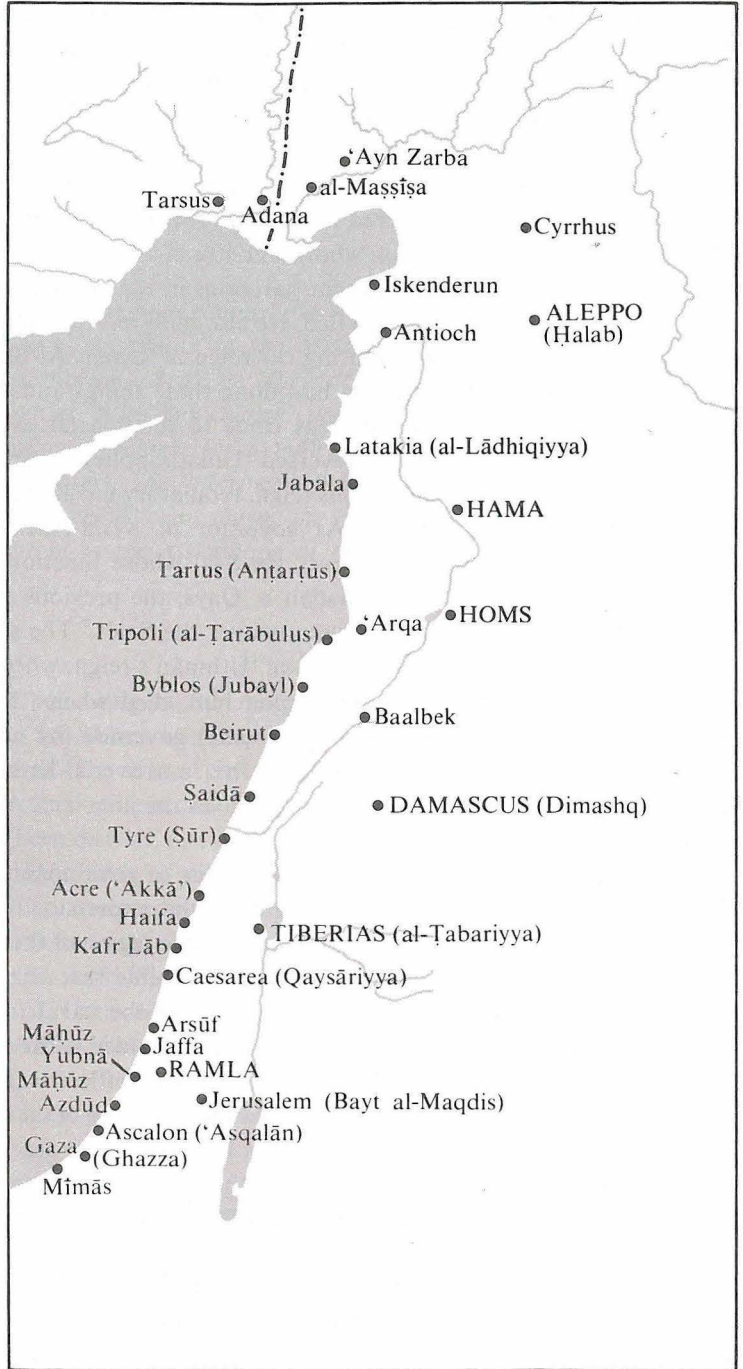 ‘Ayn Zarba
al-Maṣṣîṣa
Tarsus
Adana
Cyrrhus
Iskenderun
ALEPPO
(Ḥalab)
Antioch
Latakia (al-Lādhiqiyya)
Jabala
HAMA
Tartus (Anṭarṭūs)
‘Arqa
HOMS
Tripoli (al-Ṭarābulus)
Byblos (Jubayl)
Baalbek
Beirut
Ṣaidā
DAMASCUS (Dimashq)
Tyre (Ṣūr)
Acre (‘Akkā’)
Haifa
TIBERIAS (al-Ṭabariyya)
Kafr Lāb
Caesarea (Qaysāriyya)
Arsūf
Māḥūz
Yubnā
Jaffa
RAMLA
Māḥūz
Azdūd
Jerusalem (Bayt al-Maqdis)
Ascalon (‘Asqalān)
Gaza
(Ghazza)
Mîmās